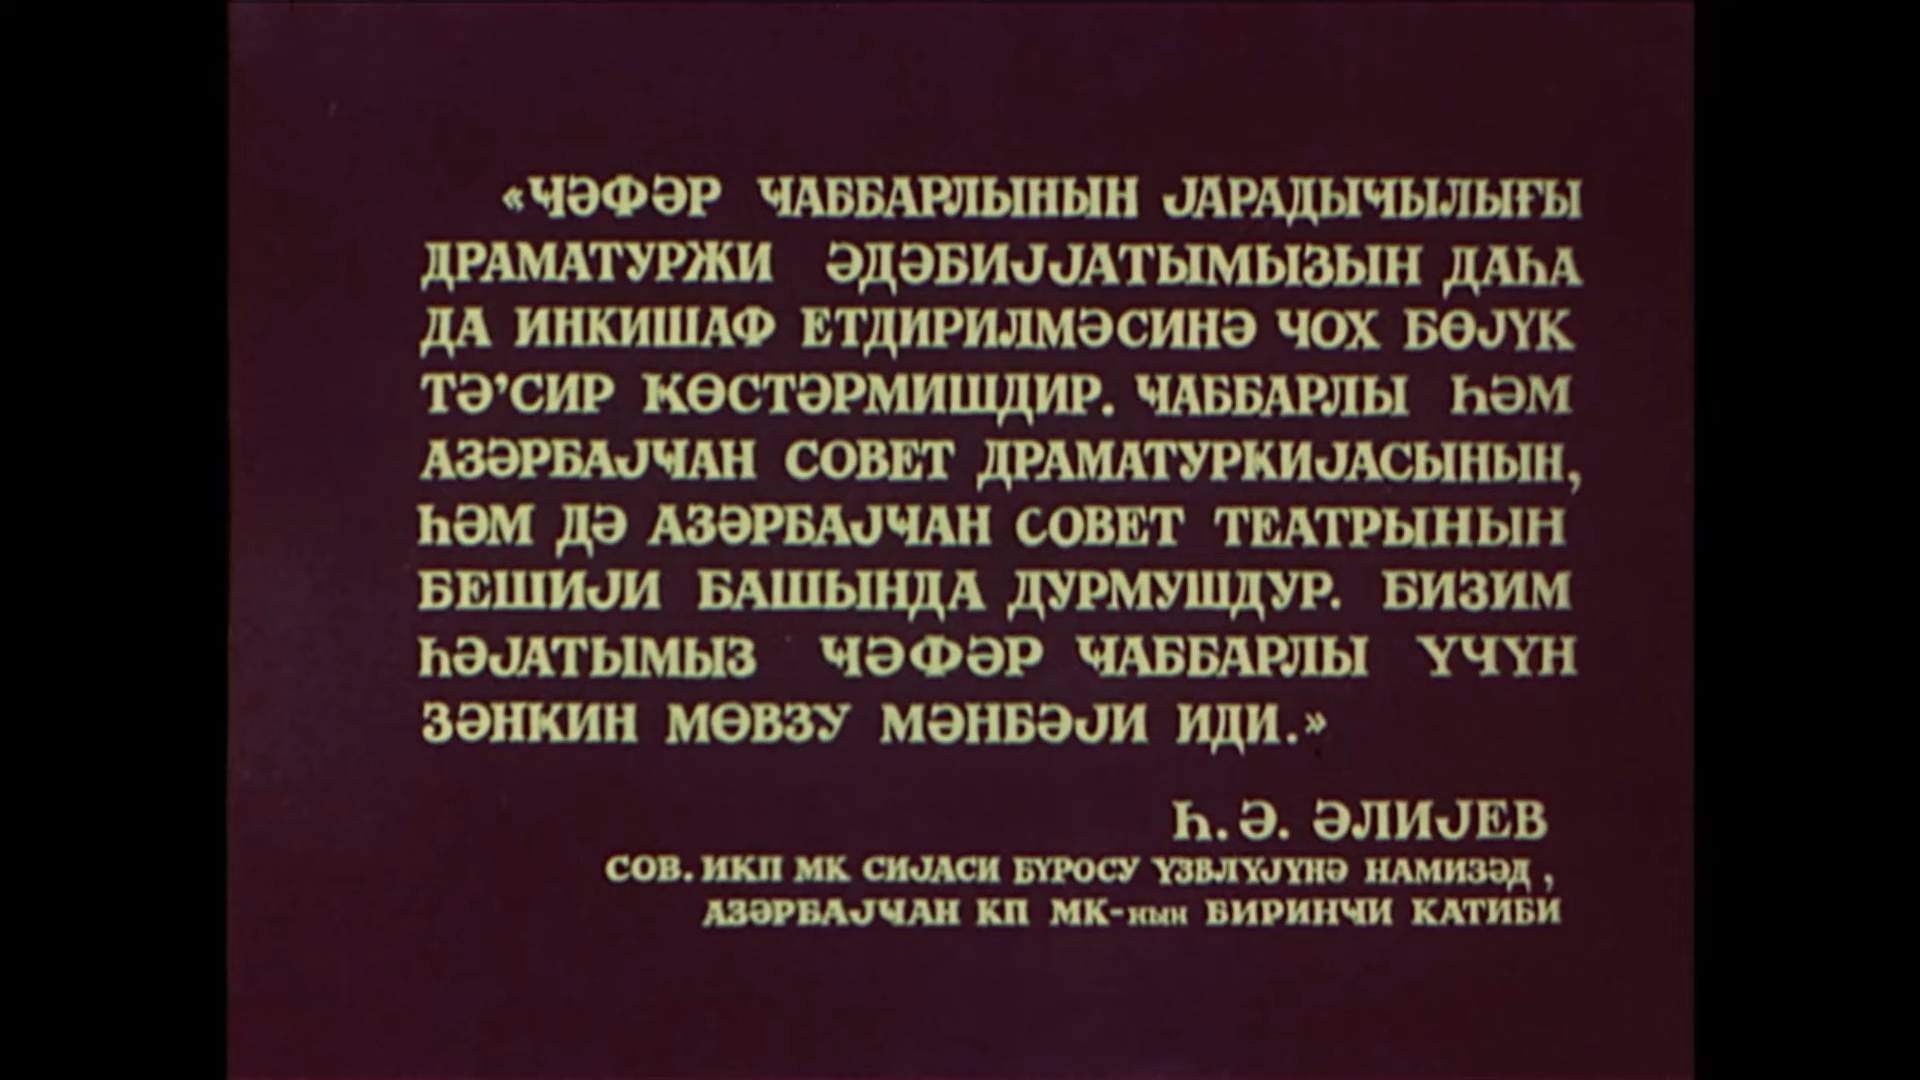 «ҸӘФӘР ҸАББАРЛЫНЫН ЈАРАДЫҸЫЛЫҒЫ
ДРАМАТУРЖИ ӘДӘБИЈЈАТЫМЫЗЫН ДАҺА
ДА ИНКИШАФ ЕТДИРИЛМӘСИНӘ ЧОХ БӨЈҮК
ТӘ’СИР ҜӨСТӘРМИШДИР. ҸАББАРЛЫ ҺӘМ
АЗӘРБАЈҸАН СОВЕТ ДРАМАТУРКИЈАСЫНЫН,
ҺӘМ ДӘ АЗӘРБАЈҸАН СОВЕТ ТЕАТРЫНЫН
БЕШИЈИ БАШЫНДА ДУРМУШДУР. БИЗИМ
ҺӘЈАТЫМЫЗ ҸӘФӘР ҸАББАРЛЫ ҮЧҮН
ЗӘНҜИН МӨВЗУ МӘНБӘЈИ ИДИ.»
Һ. Ә. ӘЛИЈЕВ
СОВ. ИКП МК СИЈАСИ БҮРОСУ ҮЗВЛҮЈҮНӘ НАМИЗӘД,
АЗӘРБАЈҸАН КП МК-нын БИРИНҸИ КАТИБИ